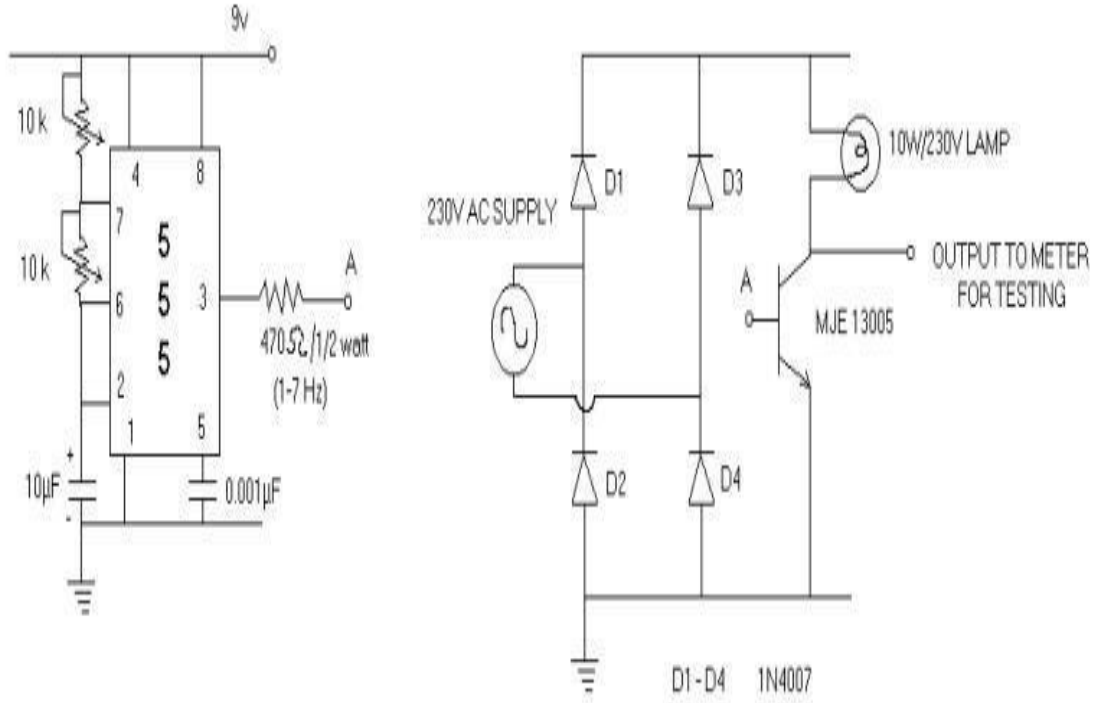 9v
10 k
4 8
7
5
5
5
10 k
6
3
A
470Ω/1/2 watt
(1-7 Hz)
2
1
5
+
10µF
-
0.001µF
D1
D3
10W/230V LAMP
230V AC SUPPLY
OUTPUT TO METER
FOR TESTING
A
MJE 13005
D2
D4
D1 - D4 1N4007